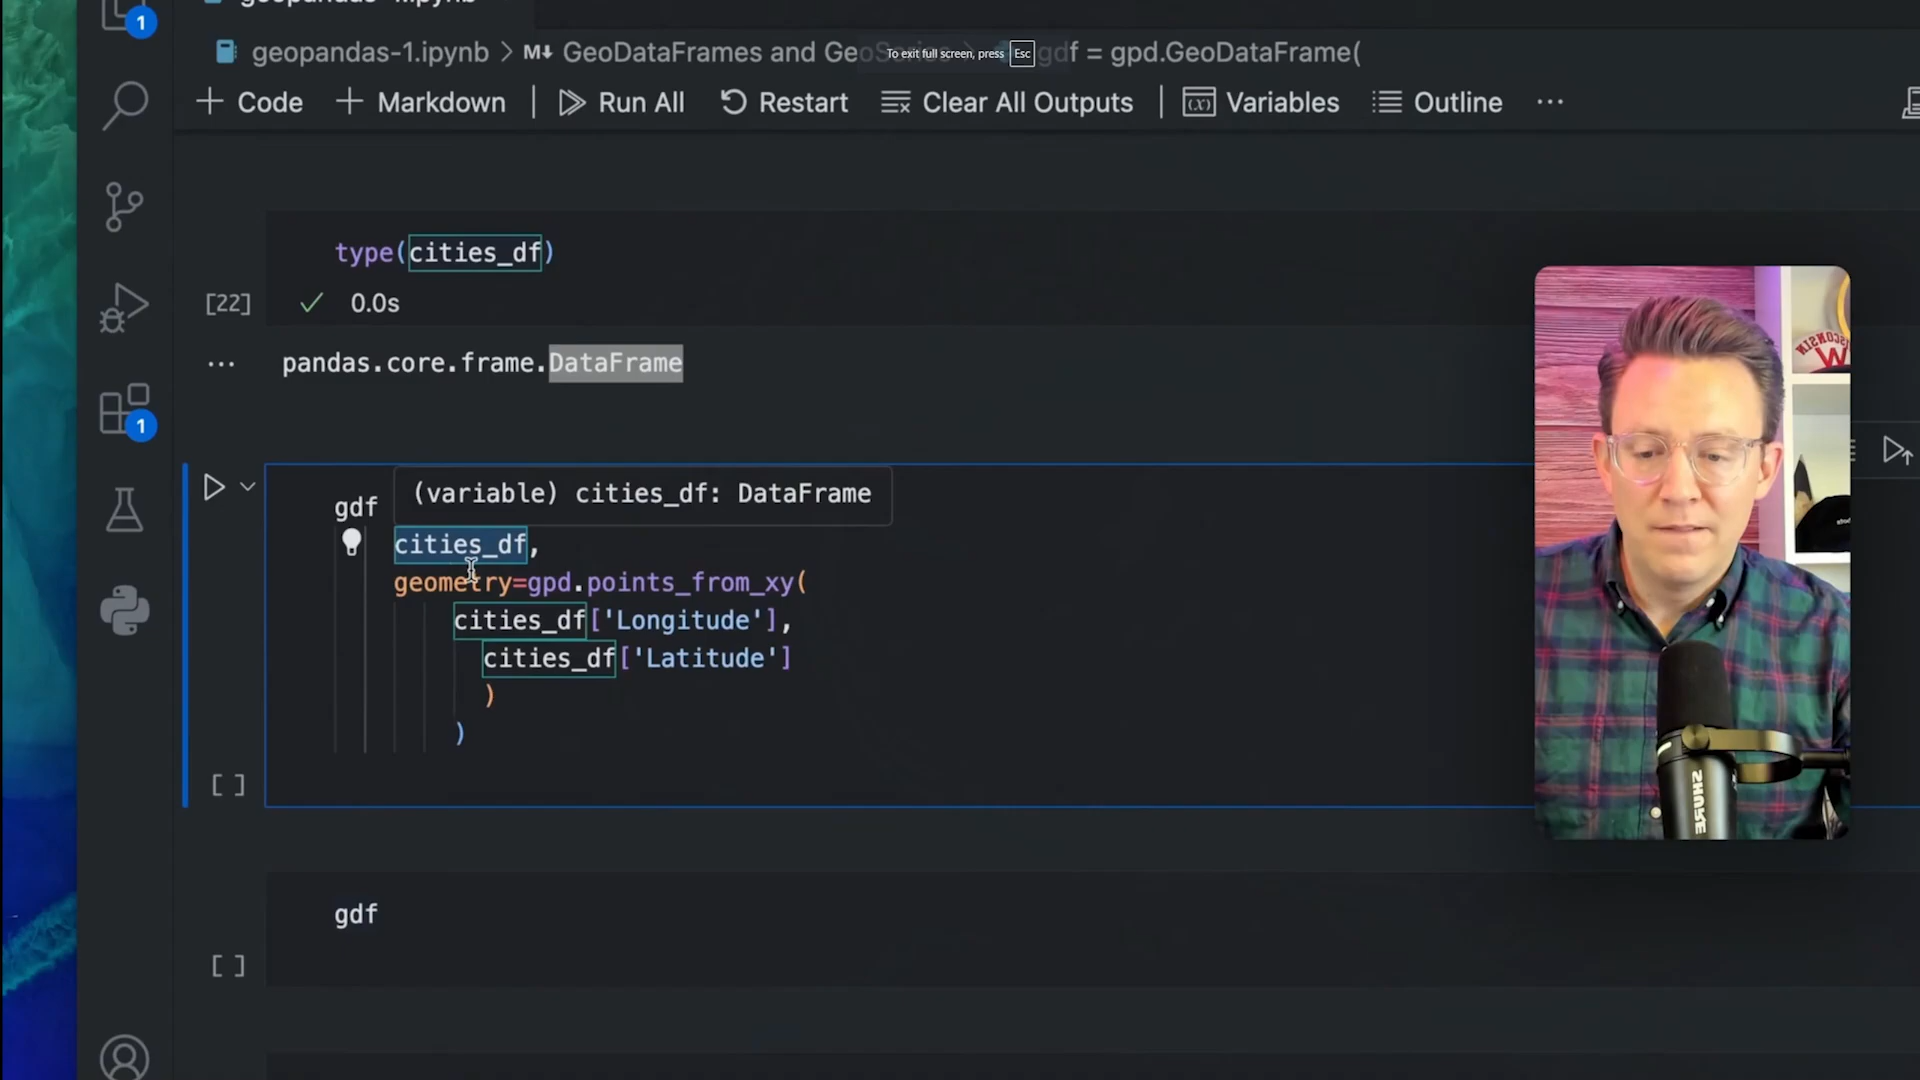 1
geopandas-1.ipynb > M↓ GeoDataFrames and Geo
gdf = gpd.GeoDataFrame(
To exit full screen, press Esc
+ Code + Markdown | Run All Restart Clear All Outputs | (x) Variables Outline ...
type(cities_df)
[22] ✓ 0.0s
... pandas.core.frame.DataFrame
1
(variable) cities_df: DataFrame
gdf
cities_df,
geometry=gpd.points_from_xy(
cities_df['Longitude'],
cities_df['Latitude']
)
)
[ ]
gdf
[ ]
WISCONSIN
W
SHURE